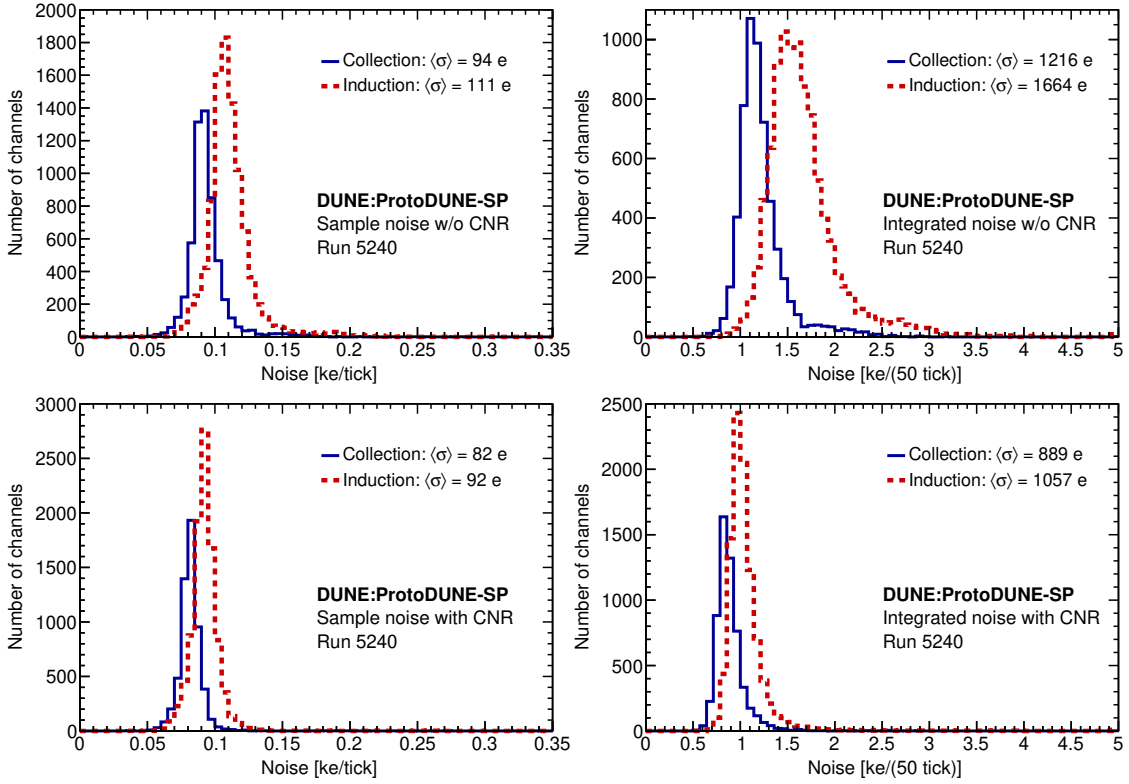 2000
1800
1600
1400
1200
1000
800
600
400
200
0
Number of channels
Collection: ⟨σ⟩ = 94 e
Induction: ⟨σ⟩ = 111 e
DUNE:ProtoDUNE-SP
Sample noise w/o CNR
Run 5240
0 0.05 0.1 0.15 0.2 0.25 0.3 0.35
Noise [ke/tick]
1000
800
600
400
200
0
Number of channels
Collection: ⟨σ⟩ = 1216 e
Induction: ⟨σ⟩ = 1664 e
DUNE:ProtoDUNE-SP
Integrated noise w/o CNR
Run 5240
0 0.5 1 1.5 2 2.5 3 3.5 4 4.5 5
Noise [ke/(50 tick)]
3000
2500
2000
1500
1000
500
0
Number of channels
Collection: ⟨σ⟩ = 82 e
Induction: ⟨σ⟩ = 92 e
DUNE:ProtoDUNE-SP
Sample noise with CNR
Run 5240
0 0.05 0.1 0.15 0.2 0.25 0.3 0.35
Noise [ke/tick]
2500
2000
1500
1000
500
0
Number of channels
Collection: ⟨σ⟩ = 889 e
Induction: ⟨σ⟩ = 1057 e
DUNE:ProtoDUNE-SP
Integrated noise with CNR
Run 5240
0 0.5 1 1.5 2 2.5 3 3.5 4 4.5 5
Noise [ke/(50 tick)]